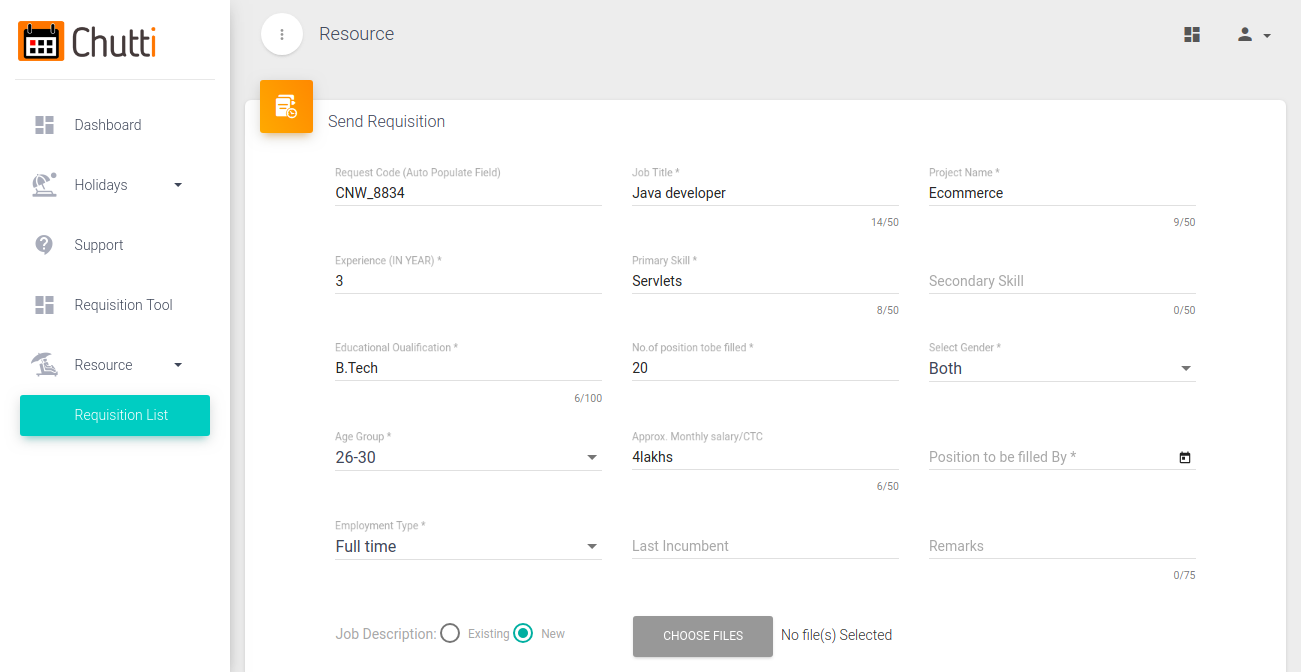 Chutti
Resource
Dashboard
Holidays
Support
Requisition Tool
Resource
Requisition List
Send Requisition
Request Code (Auto Populate Field)
CNW_8834
Job Title *
Java developer
14/50
Project Name *
Ecommerce
9/50
Experience (IN YEAR) *
3
Primary Skill *
Servlets
8/50
Secondary Skill
0/50
Educational Oualification *
B.Tech
6/100
No.of position tobe filled *
20
Select Gender *
Both
Age Group *
26-30
Approx. Monthly salary/CTC
4lakhs
6/50
Position to be filled By *
Employment Type *
Full time
Last Incumbent
Remarks
0/75
Job Description: Existing New
CHOOSE FILES No file(s) Selected